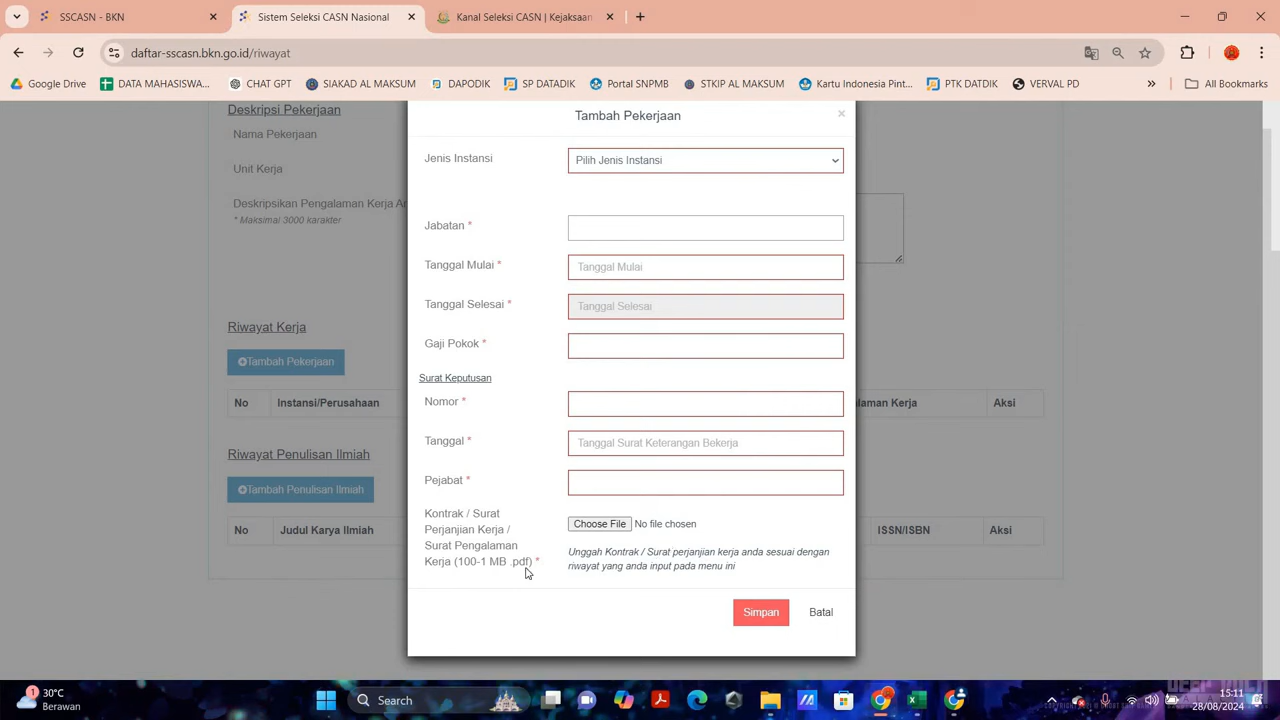 SSCASN - BKN
Sistem Seleksi CASN Nasional
Kanal Seleksi CASN | Kejaksaan
daftar-sscasn.bkn.go.id/riwayat
Google Drive
DATA MAHASISWA...
CHAT GPT
SIAKAD AL MAKSUM
DAPODIK
SP DATADIK
Portal SNPMB
STKIP AL MAKSUM
Kartu Indonesia Pint...
PTK DATDIK
VERVAL PD
All Bookmarks
Deskripsi Pekerjaan
Nama Pekerjaan
Unit Kerja
Deskripsikan Pengalaman Kerja
* Maksimal 3000 karakter
Riwayat Kerja
Tambah Pekerjaan
No
Instansi/Perusahaan
Kerja
Aksi
Riwayat Penulisan Ilmiah
Tambah Penulisan Ilmiah
No
Judul Karya Ilmiah
ISSN/ISBN
Aksi
Tambah Pekerjaan
×
Jenis Instansi
Pilih Jenis Instansi
Jabatan *
Tanggal Mulai *
Tanggal Mulai
Tanggal Selesai *
Tanggal Selesai
Gaji Pokok *
Surat Keputusan
Nomor *
Tanggal *
Tanggal Surat Keterangan Bekerja
Pejabat *
Kontrak / Surat
Perjanjian Kerja /
Surat Pengalaman
Kerja (100-1 MB .pdf) *
Choose File No file chosen
Unggah Kontrak / Surat perjanjian kerja anda sesuai dengan
riwayat yang anda input pada menu ini
Simpan
Batal
1
30°C
Berawan
Search
15:11
28/08/2024